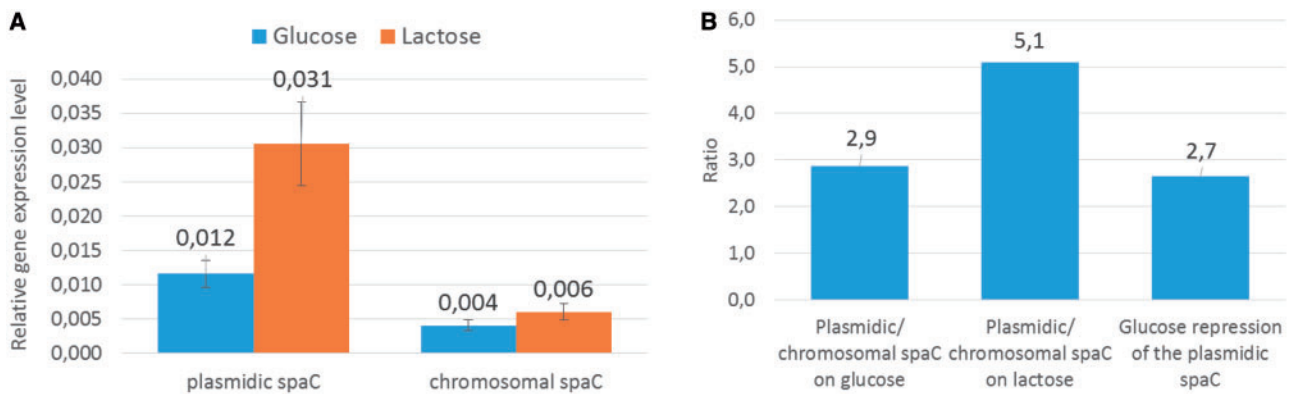 A
Glucose Lactose
Relative gene expression level
0,040
0,035
0,030
0,025
0,020
0,015
0,010
0,005
0,000
0,012
0,031
0,004
0,006
plasmidic spaC
chromosomal spaC
B
Ratio
6,0
5,0
4,0
3,0
2,0
1,0
0,0
2,9
5,1
2,7
Plasmidic/
chromosomal spaC
on glucose
Plasmidic/
chromosomal spaC
on lactose
Glucose repression
of the plasmidic
spaC